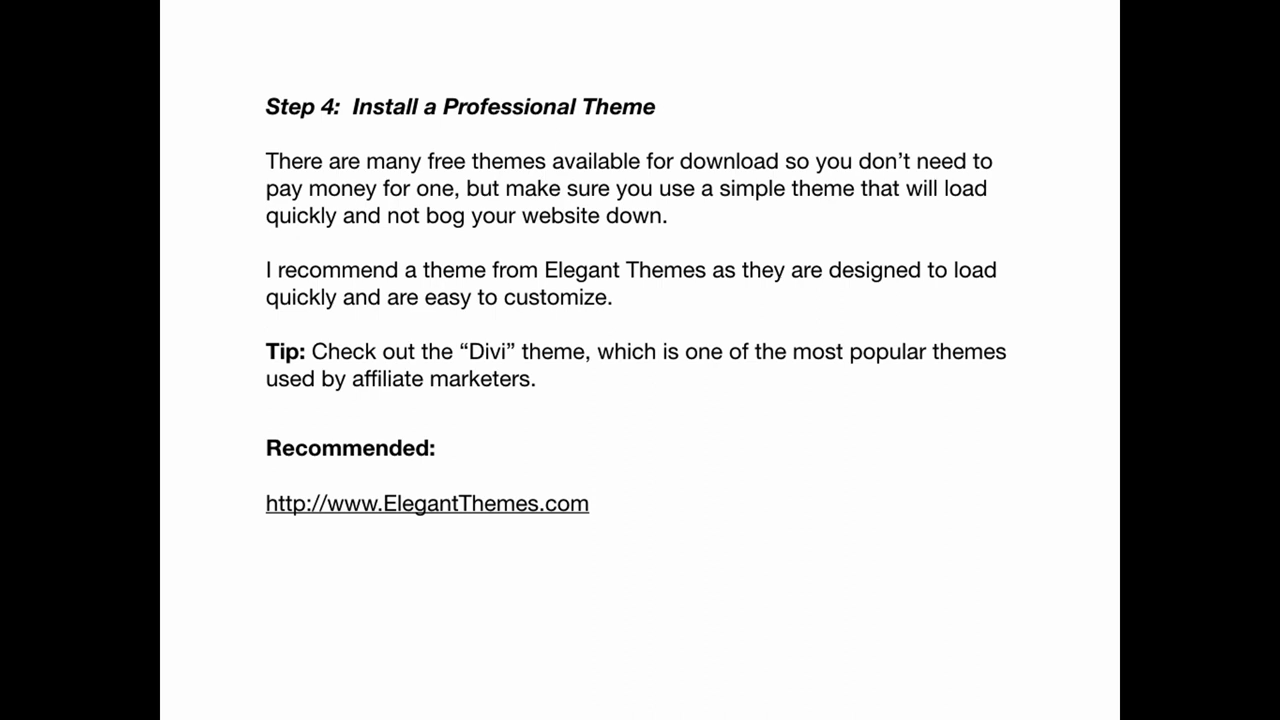 Step 4:  Install a Professional Theme
There are many free themes available for download so you don’t need to
pay money for one, but make sure you use a simple theme that will load
quickly and not bog your website down.
I recommend a theme from Elegant Themes as they are designed to load
quickly and are easy to customize.
Tip: Check out the “Divi” theme, which is one of the most popular themes
used by affiliate marketers.
Recommended:
http://www.ElegantThemes.com